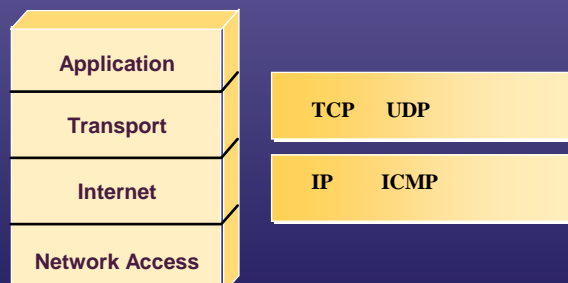 Application
Transport
Internet
Network Access
TCP UDP
IP ICMP